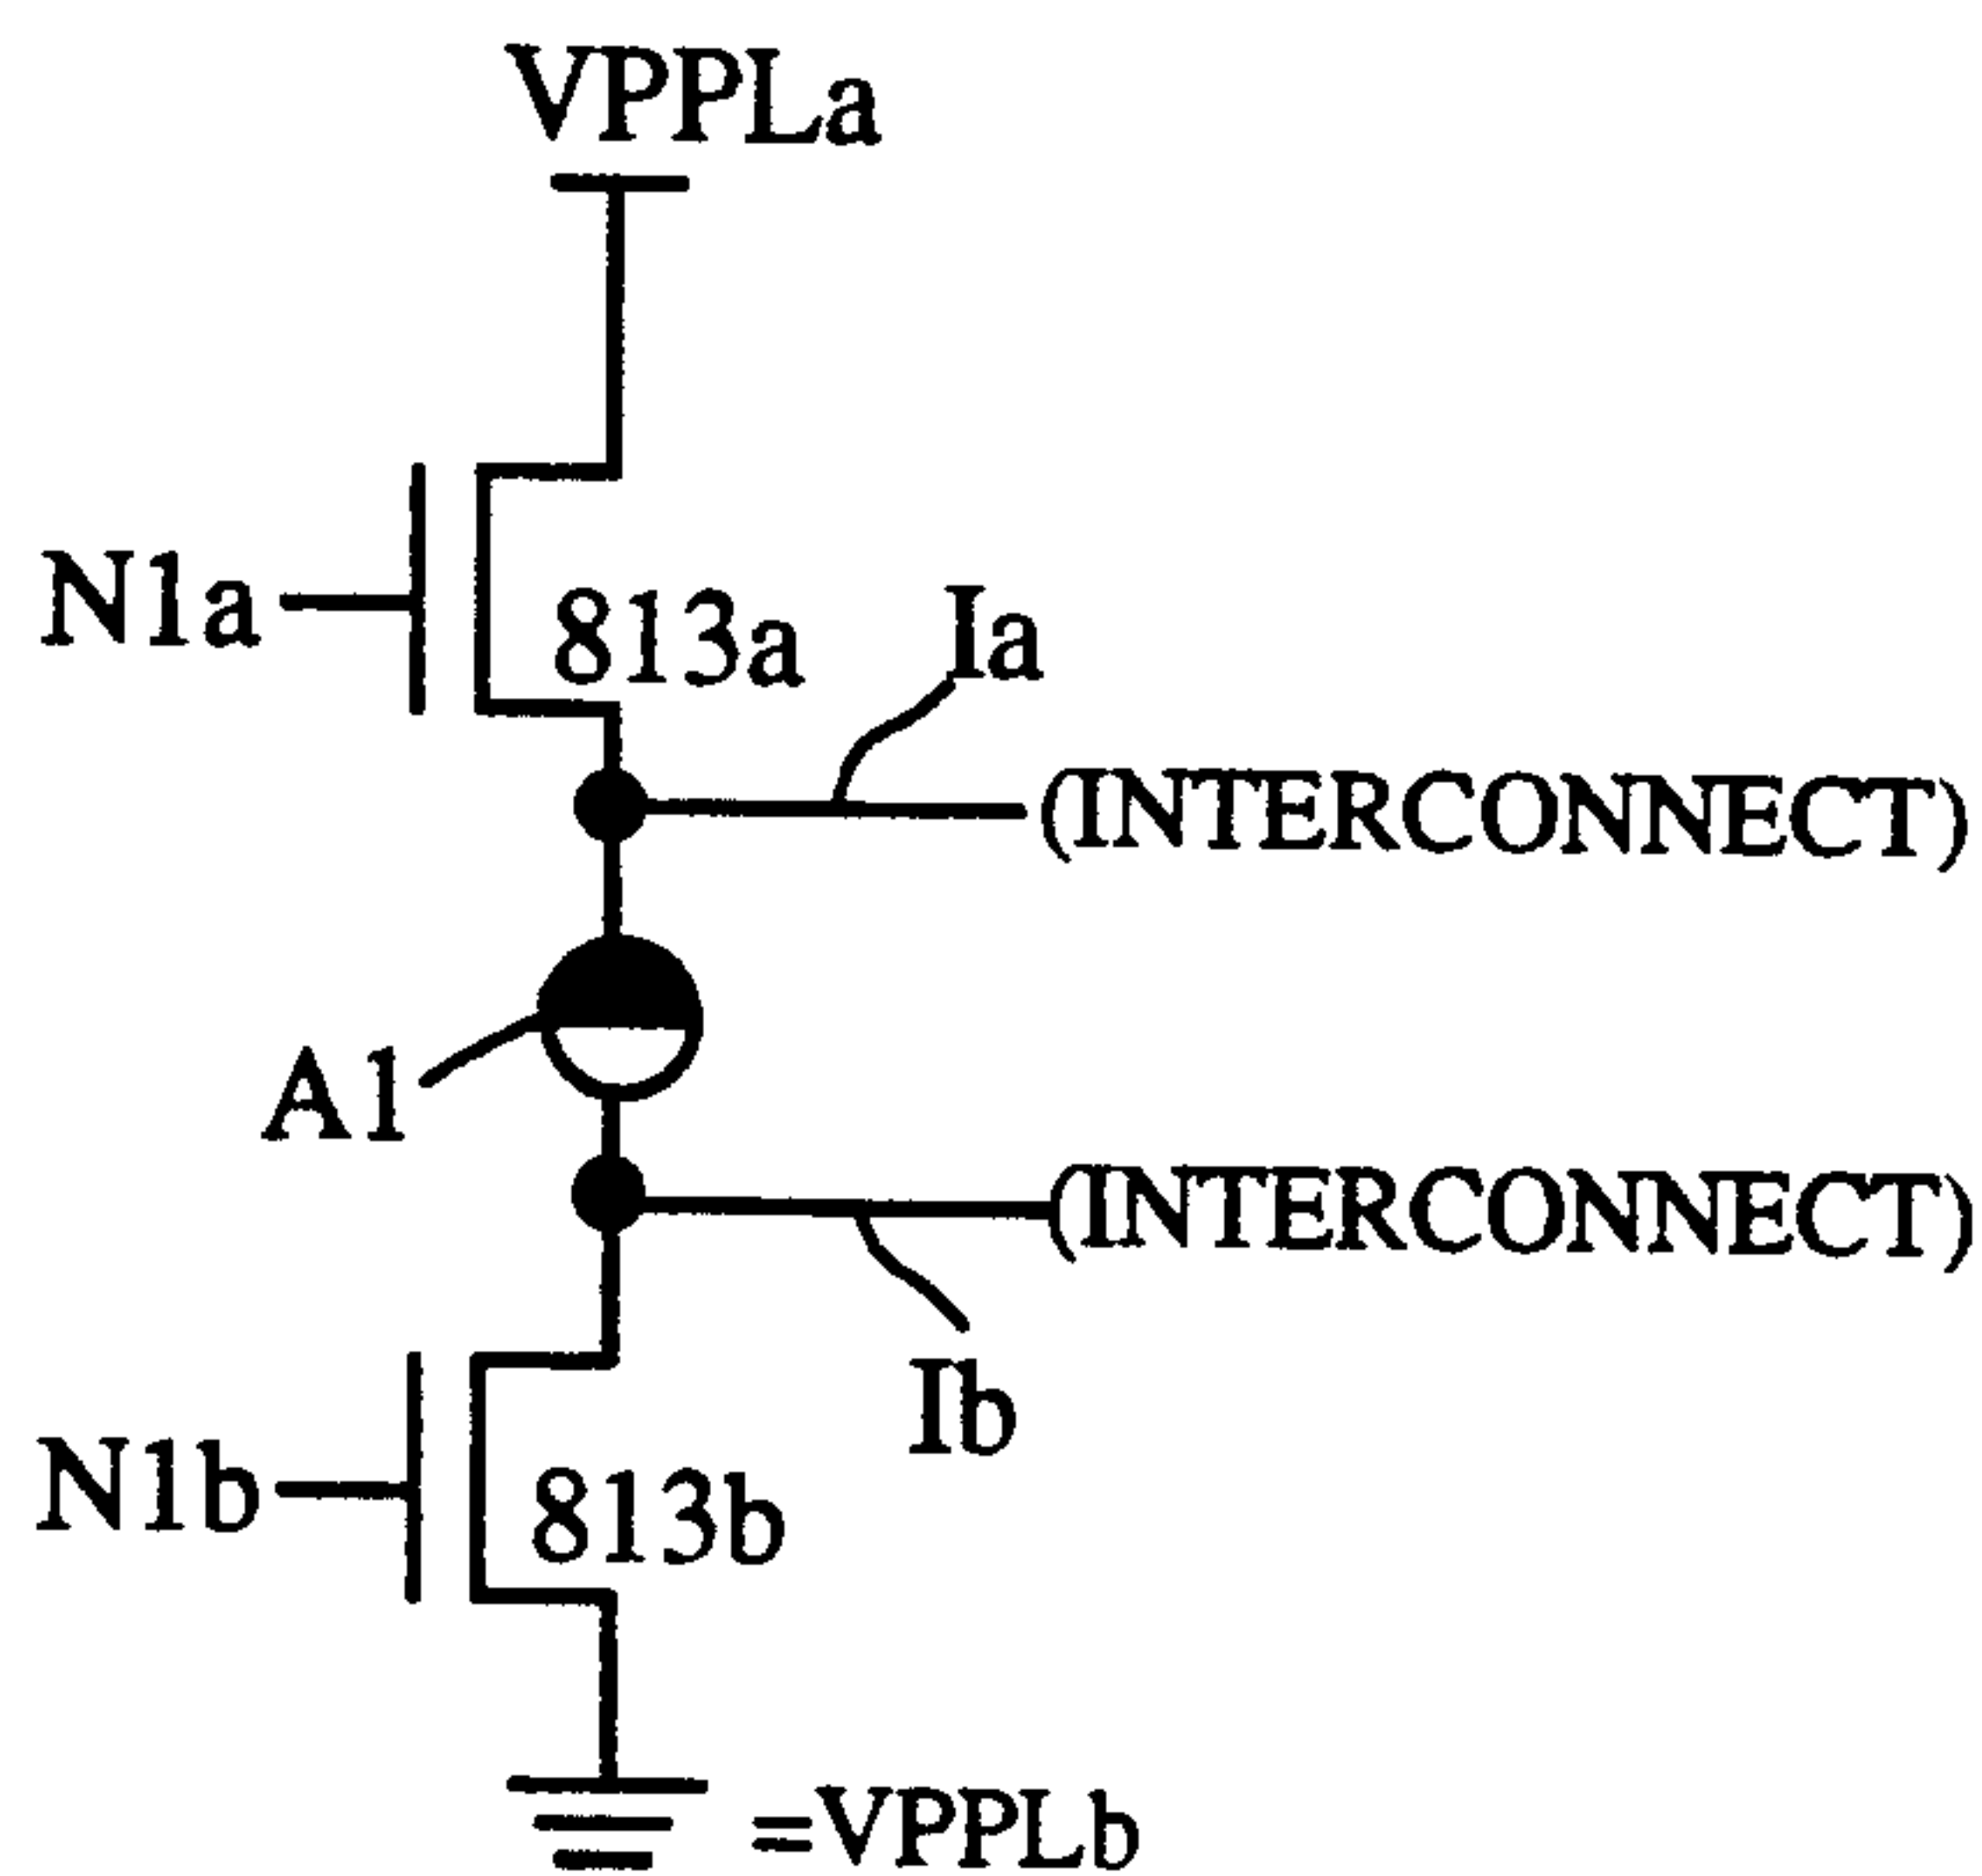 VPPLa
N1a
813a
Ia
(INTERCONNECT)
A1
(INTERCONNECT)
Ib
N1b
813b
=VPPLb